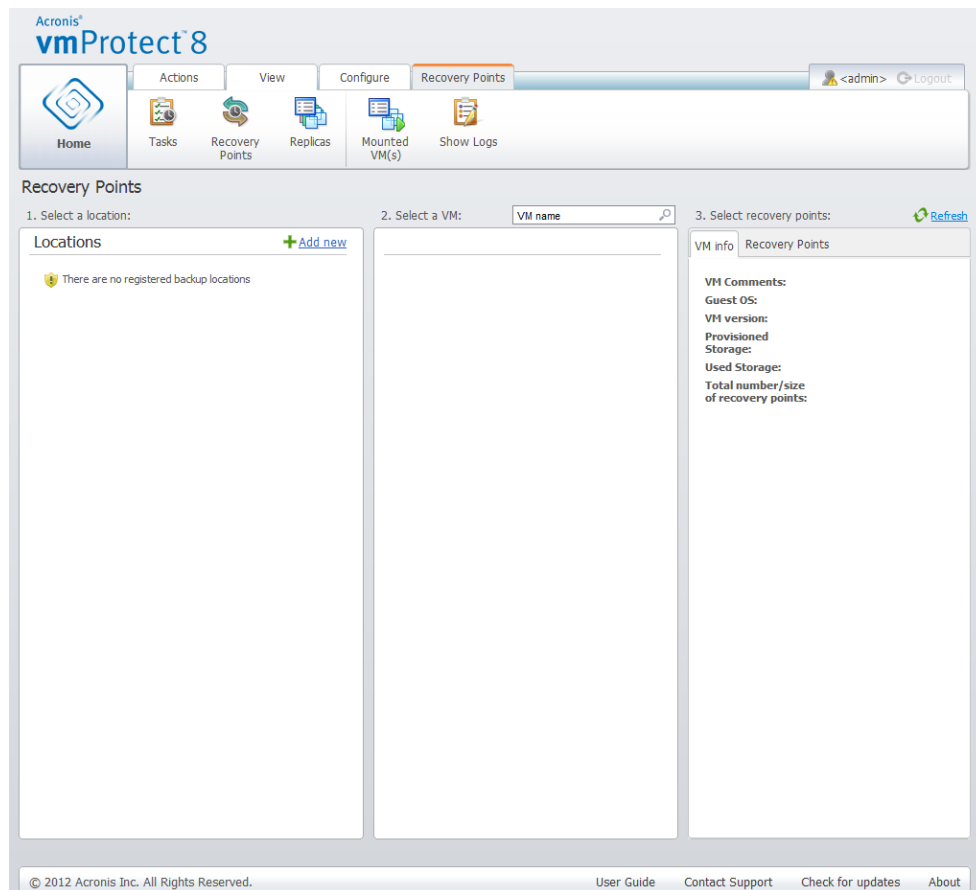 Acronis®
vmProtect™8
Actions View Configure Recovery Points <admin> Logout
Home
Tasks
Recovery
Points
Replicas
Mounted
VM(s)
Show Logs
Recovery Points
1. Select a location:
Locations Add new
There are no registered backup locations
2. Select a VM: VM name
3. Select recovery points: Refresh
VM info Recovery Points
VM Comments:
Guest OS:
VM version:
Provisioned
Storage:
Used Storage:
Total number/size
of recovery points:
© 2012 Acronis Inc. All Rights Reserved. User Guide Contact Support Check for updates About